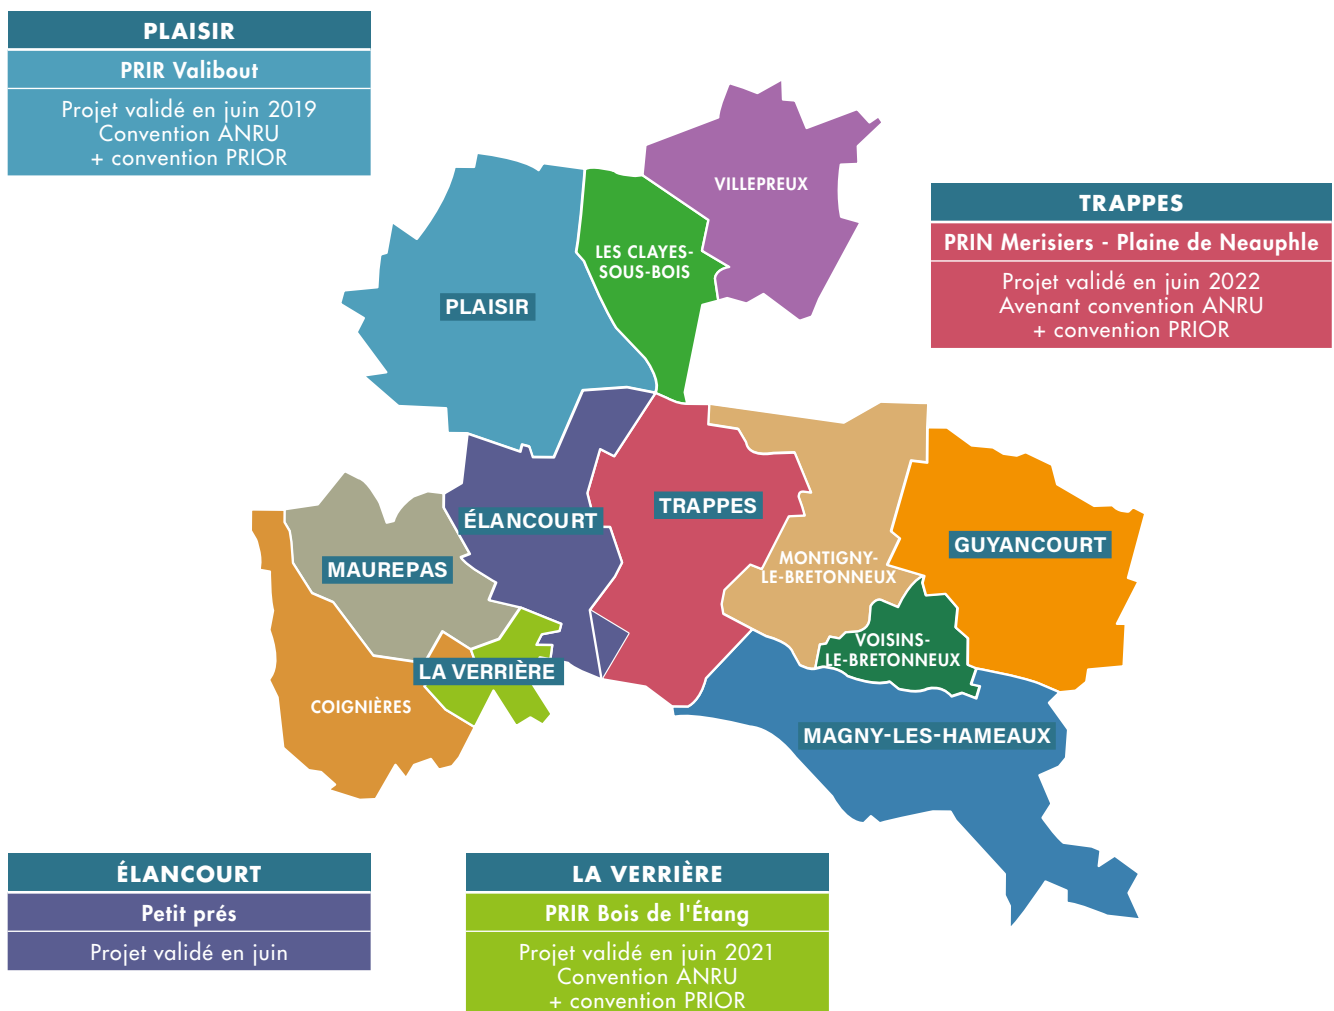 PLAISIR
PRIR Valibout
Projet validé en juin 2019
Convention ANRU
+ convention PRIOR
VILLEPREUX
TRAPPES
PRIN Merisiers - Plaine de Neauphle
Projet validé en juin 2022
Avenant convention ANRU
+ convention PRIOR
LES CLAYES-
SOUS-BOIS
PLAISIR
TRAPPES
ÉLANCOURT
GUYANCOURT
MONTIGNY-
LE-BRETONNEUX
MAUREPAS
VOISINS-
LE-BRETONNEUX
LA VERRIÈRE
COIGNIÈRES
MAGNY-LES-HAMEAUX
ÉLANCOURT
Petit prés
Projet validé en juin
LA VERRIÈRE
PRIR Bois de l'Étang
Projet validé en juin 2021
Convention ANRU
+ convention PRIOR